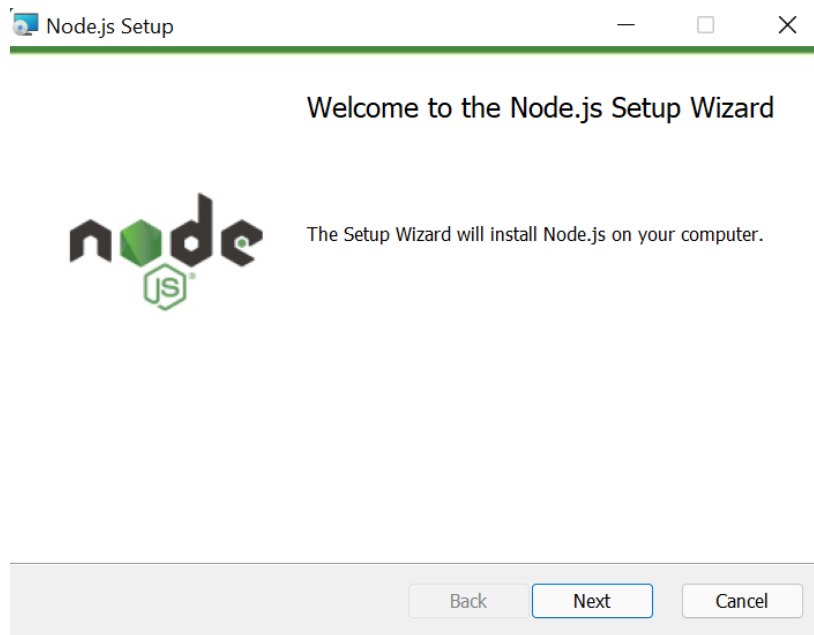 Node.js Setup
Welcome to the Node.js Setup Wizard
node
JS®
The Setup Wizard will install Node.js on your computer.
Back Next Cancel